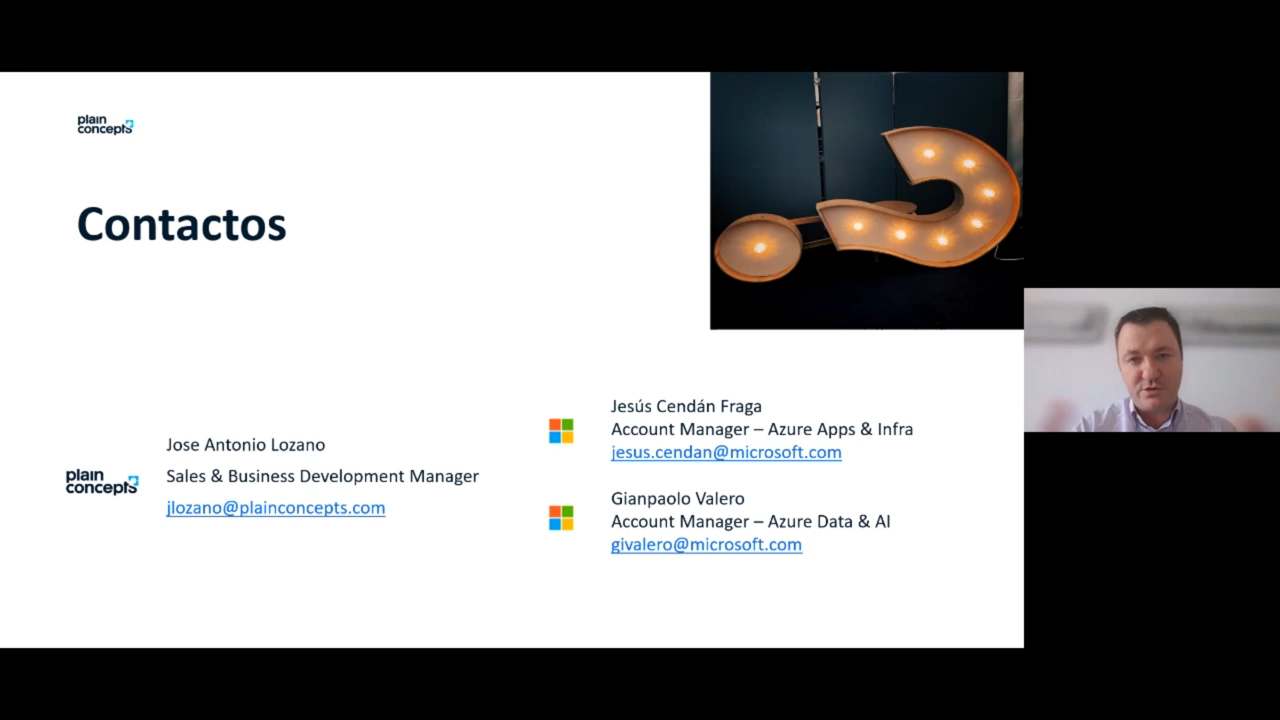 plain
concepts
Contactos
Jose Antonio Lozano
Sales & Business Development Manager
jlozano@plainconcepts.com
plain
concepts
Jesús Cendán Fraga
Account Manager – Azure Apps & Infra
jesus.cendan@microsoft.com
Gianpaolo Valero
Account Manager – Azure Data & AI
givalero@microsoft.com